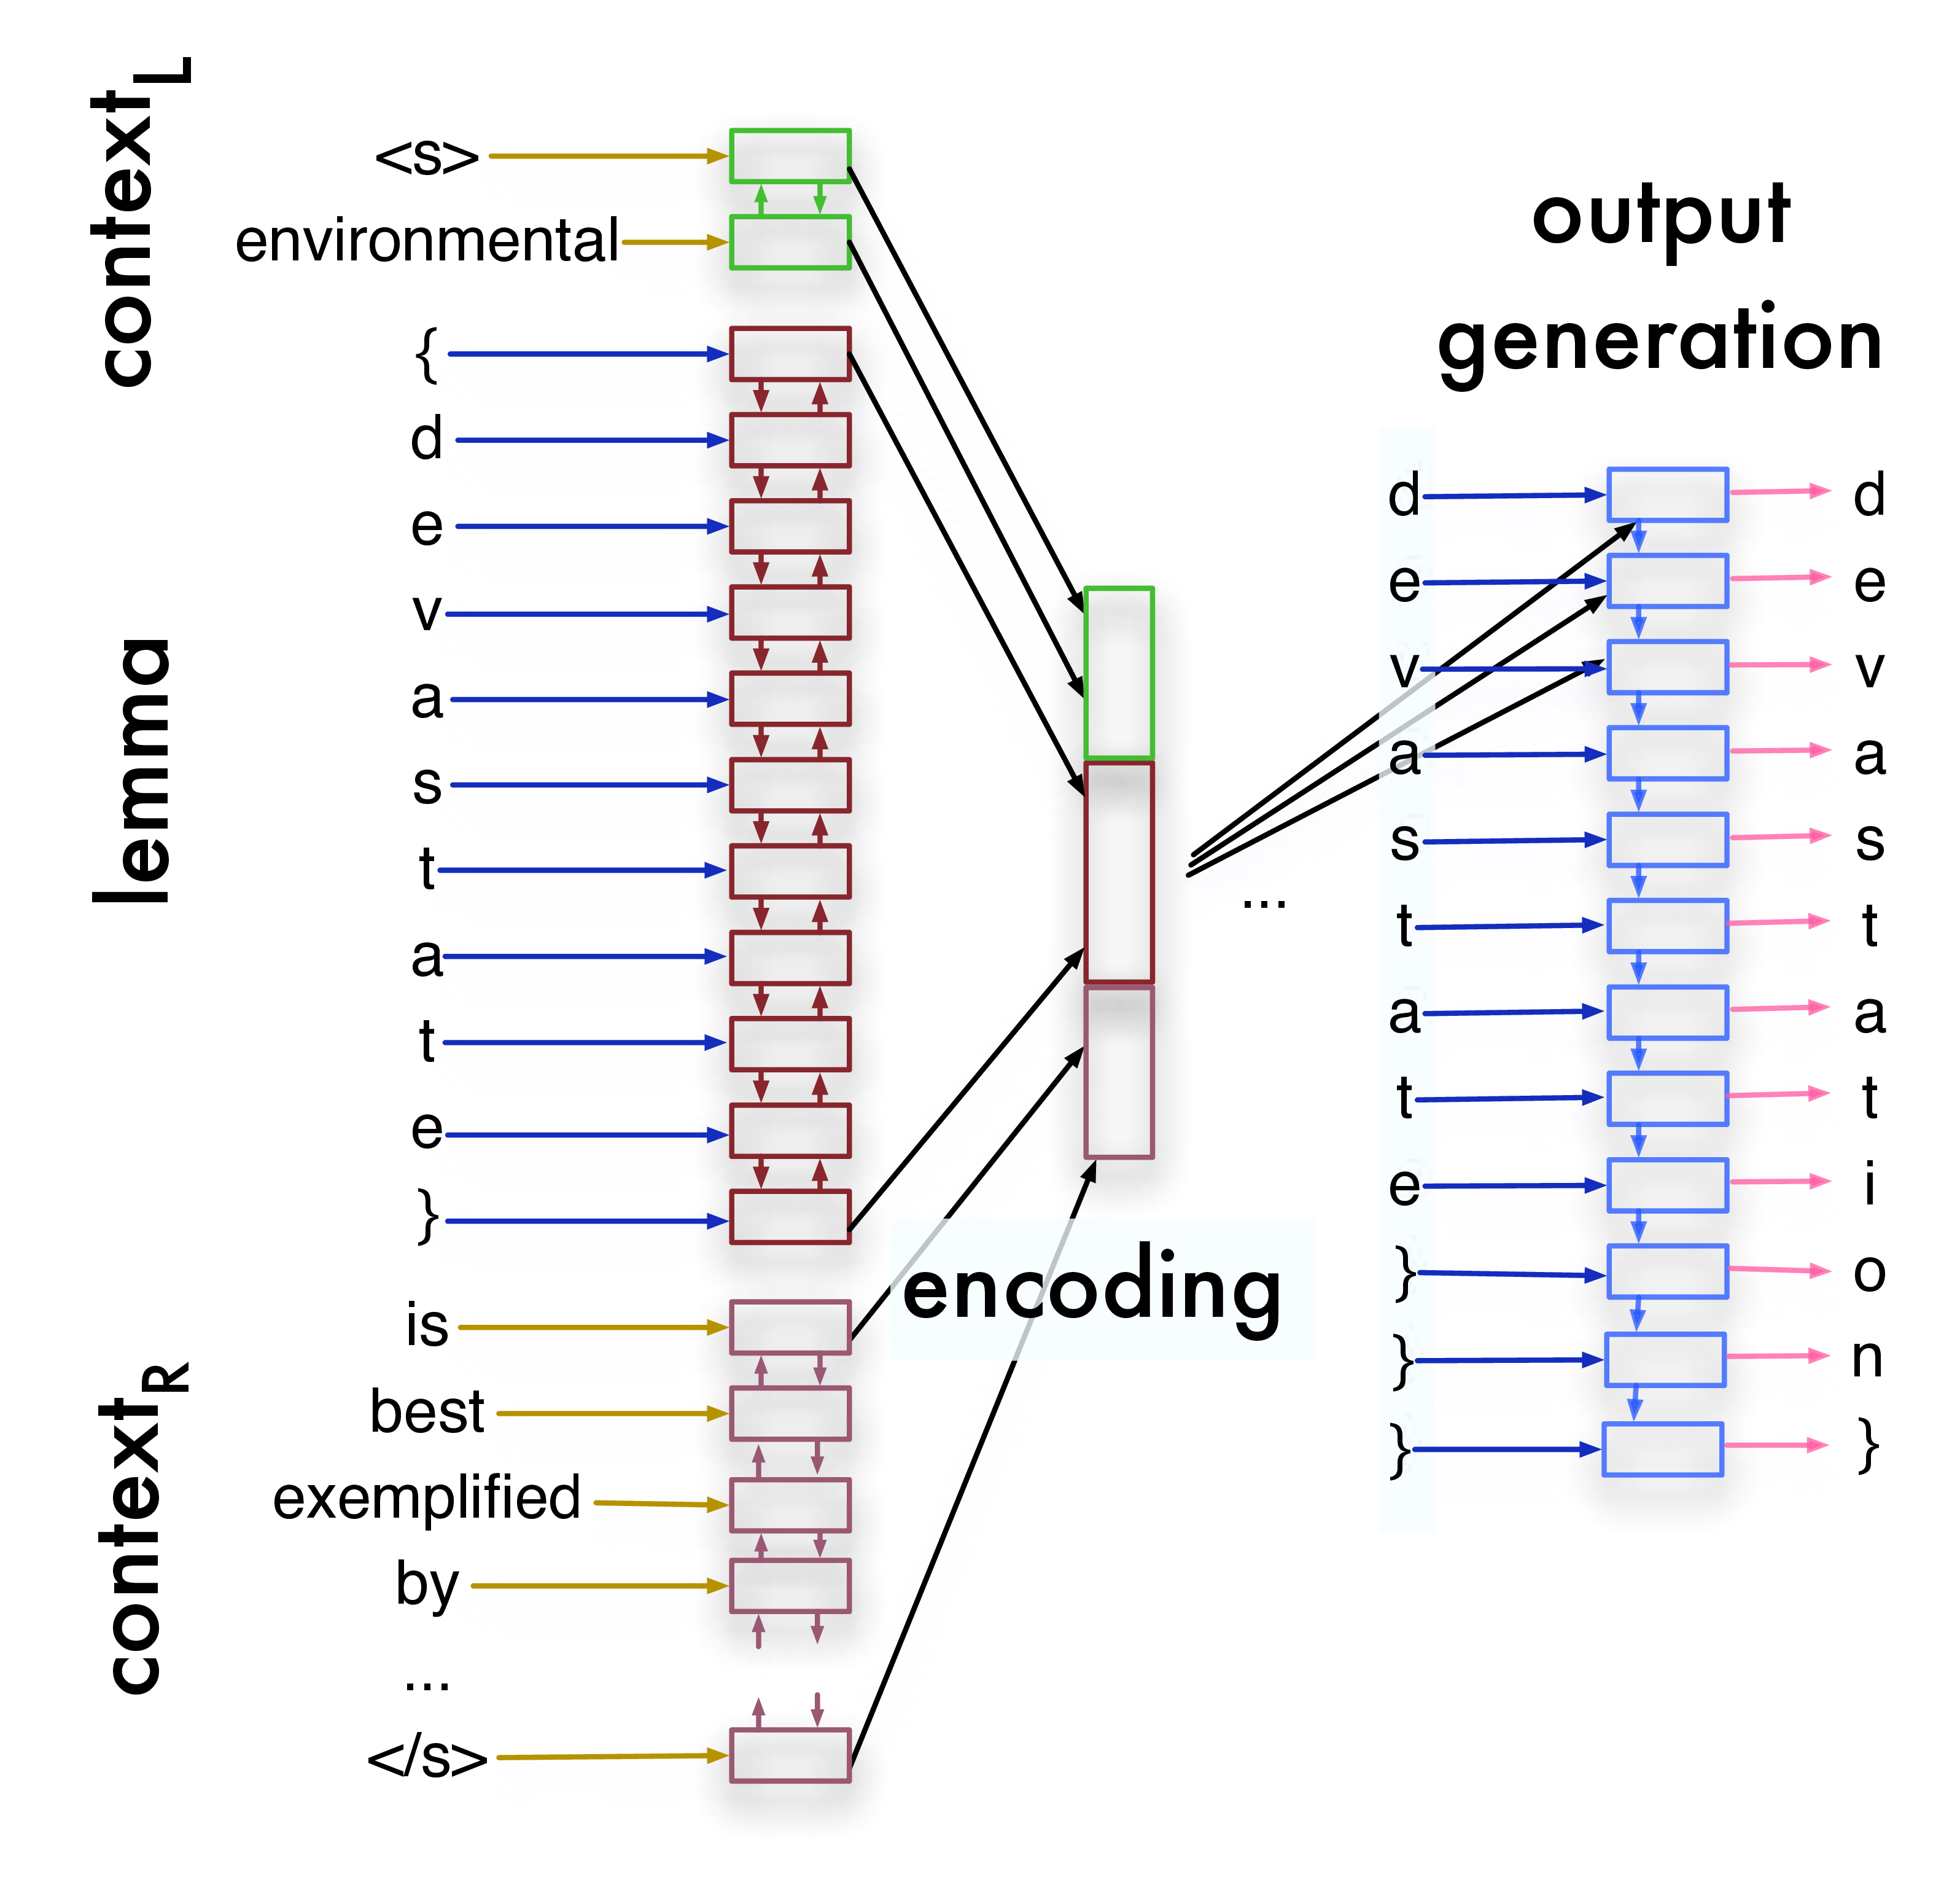 context_L
<s>
environmental
lemma
{
d
e
v
a
s
t
a
t
e
}
context_R
is
best
exemplified
by
...
</s>
encoding
...
output
generation
d d
e e
v v
a a
s s
t t
a a
t t
e i
} o
} n
} }